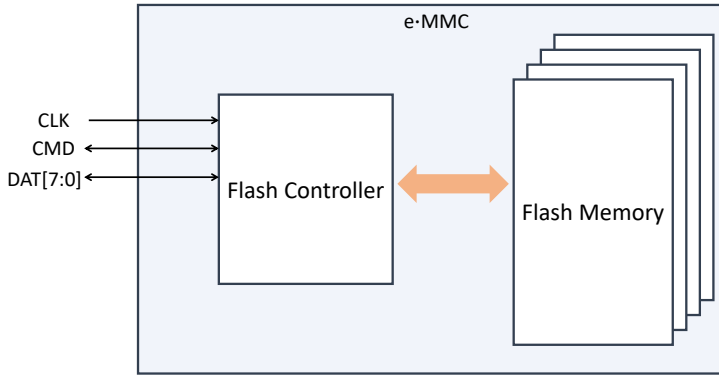 e·MMC
CLK
CMD
DAT[7:0]
Flash Controller
Flash Memory